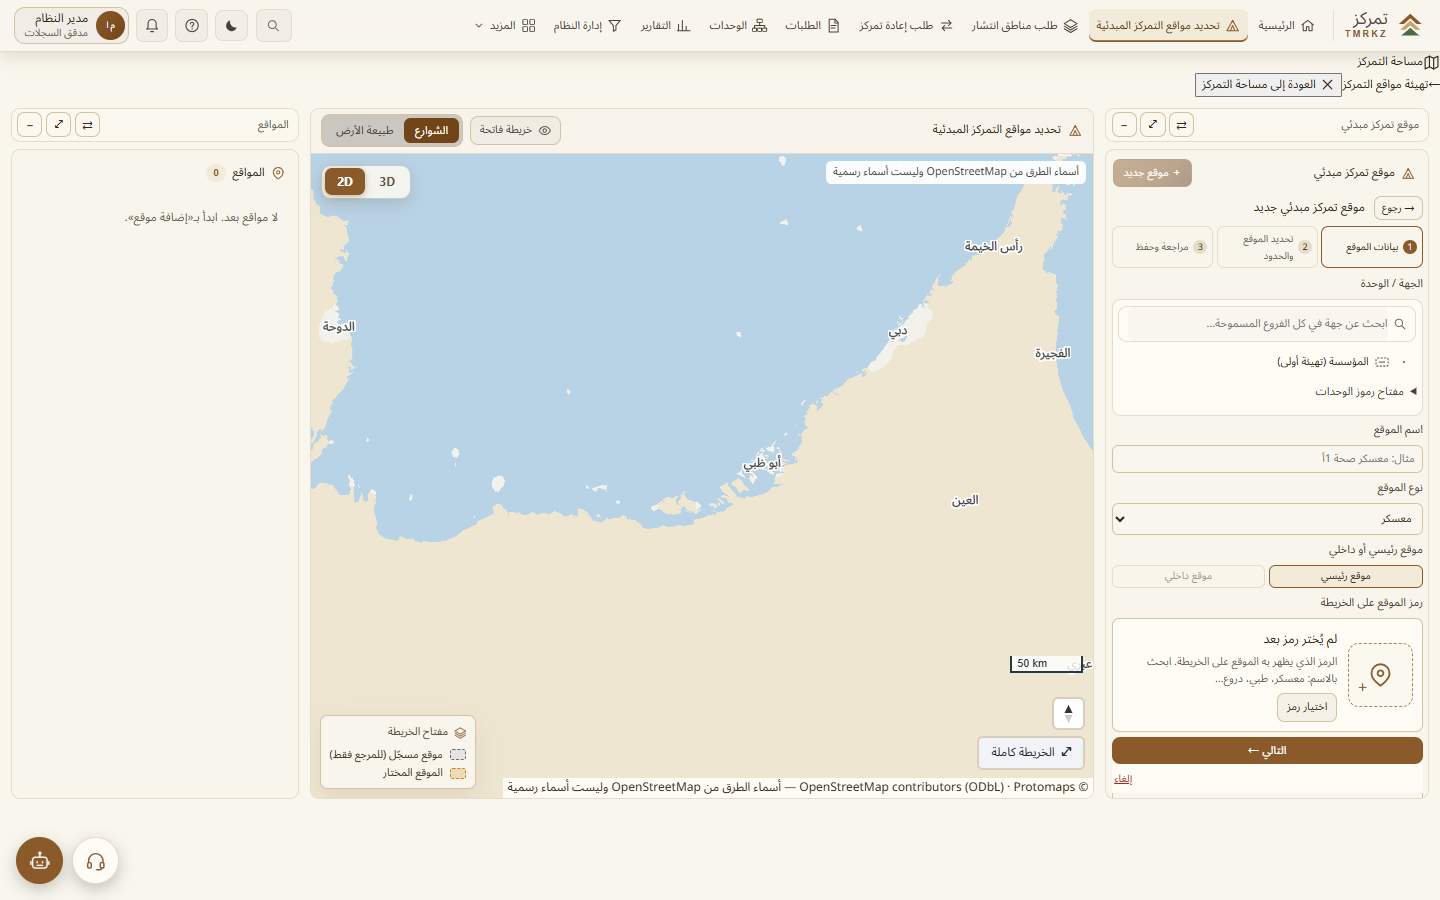 تمركز
TMRKZ
الرئيسية
تحديد مواقع التمركز المبدئية
طلب مناطق انتشار
طلب إعادة تمركز
الطلبات
الوحدات
التقارير
إدارة النظام
المزيد
م ا
مدير النظام
مدقق السجلات
مساحة التمركز
←تهيئة مواقع التمركز
العودة إلى مساحة التمركز
موقع تمركز مبدئي
موقع تمركز مبدئي
+ موقع جديد
→ رجوع
موقع تمركز مبدئي جديد
1 بيانات الموقع
2 تحديد الموقع والحدود
3 مراجعة وحفظ
الجهة / الوحدة
ابحث عن جهة في كل الفروع المسموحة...
· المؤسسة (تهيئة أولى)
◀ مفتاح رموز الوحدات
اسم الموقع
مثال: معسكر صحة 1أ
نوع الموقع
معسكر
موقع رئيسي أو داخلي
موقع رئيسي
موقع داخلي
رمز الموقع على الخريطة
لم يُختر رمز بعد
الرمز الذي يظهر به الموقع على الخريطة. ابحث
بالاسم: معسكر، طبي، دروع...
اختيار رمز
التالي ←
إلغاء
تحديد مواقع التمركز المبدئية
خريطة فاتحة
الشوارع
طبيعة الأرض
أسماء الطرق من OpenStreetMap وليست أسماء رسمية
2D
3D
رأس الخيمة
الدوحة
دبي
الفجيرة
أبو ظبي
العين
50 km
الخريطة كاملة
مفتاح الخريطة
موقع مسجّل (للمرجع فقط)
الموقع المختار
© OpenStreetMap contributors (ODbL) · Protomaps — أسماء الطرق من OpenStreetMap وليست أسماء رسمية
المواقع
المواقع
0
لا مواقع بعد. ابدأ بـ«إضافة موقع».